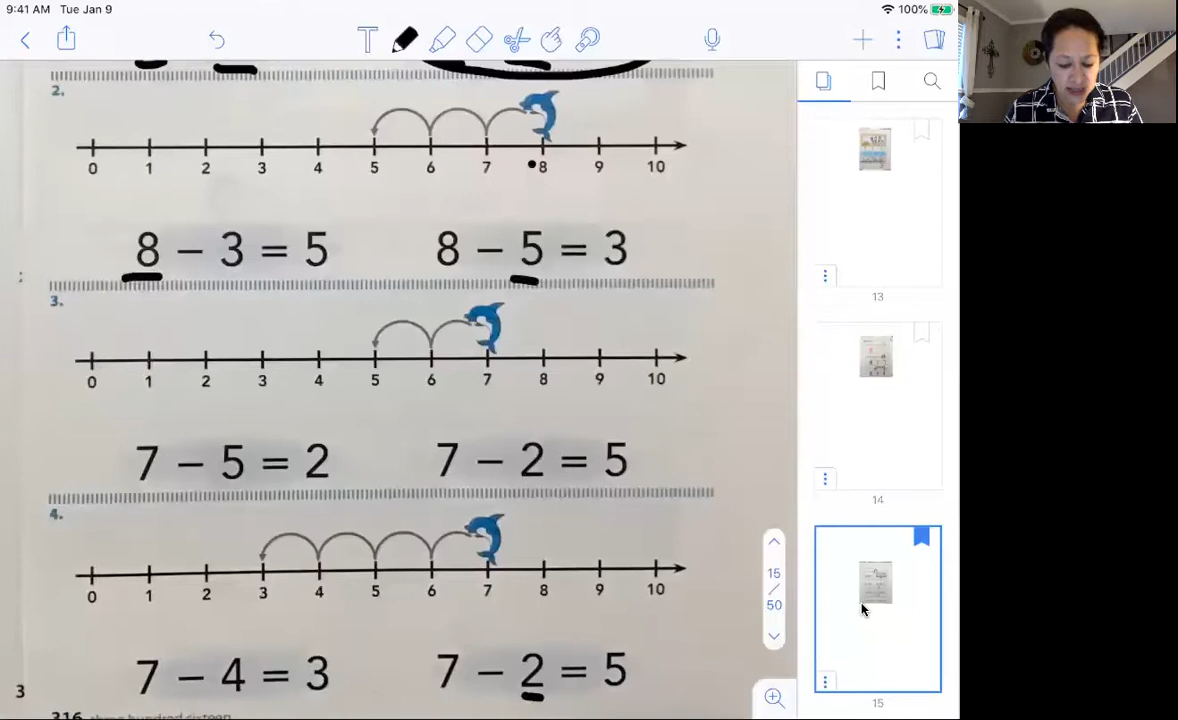 9:41 AM Tue Jan 9 100%
T
2.
0 1 2 3 4 5 6 7 8 9 10
8 − 3 = 5 8 − 5 = 3
3.
0 1 2 3 4 5 6 7 8 9 10
7 − 5 = 2 7 − 2 = 5
4.
0 1 2 3 4 5 6 7 8 9 10
7 − 4 = 3 7 − 2 = 5
3
316 three hundred sixteen
13
14
15
15
/
50